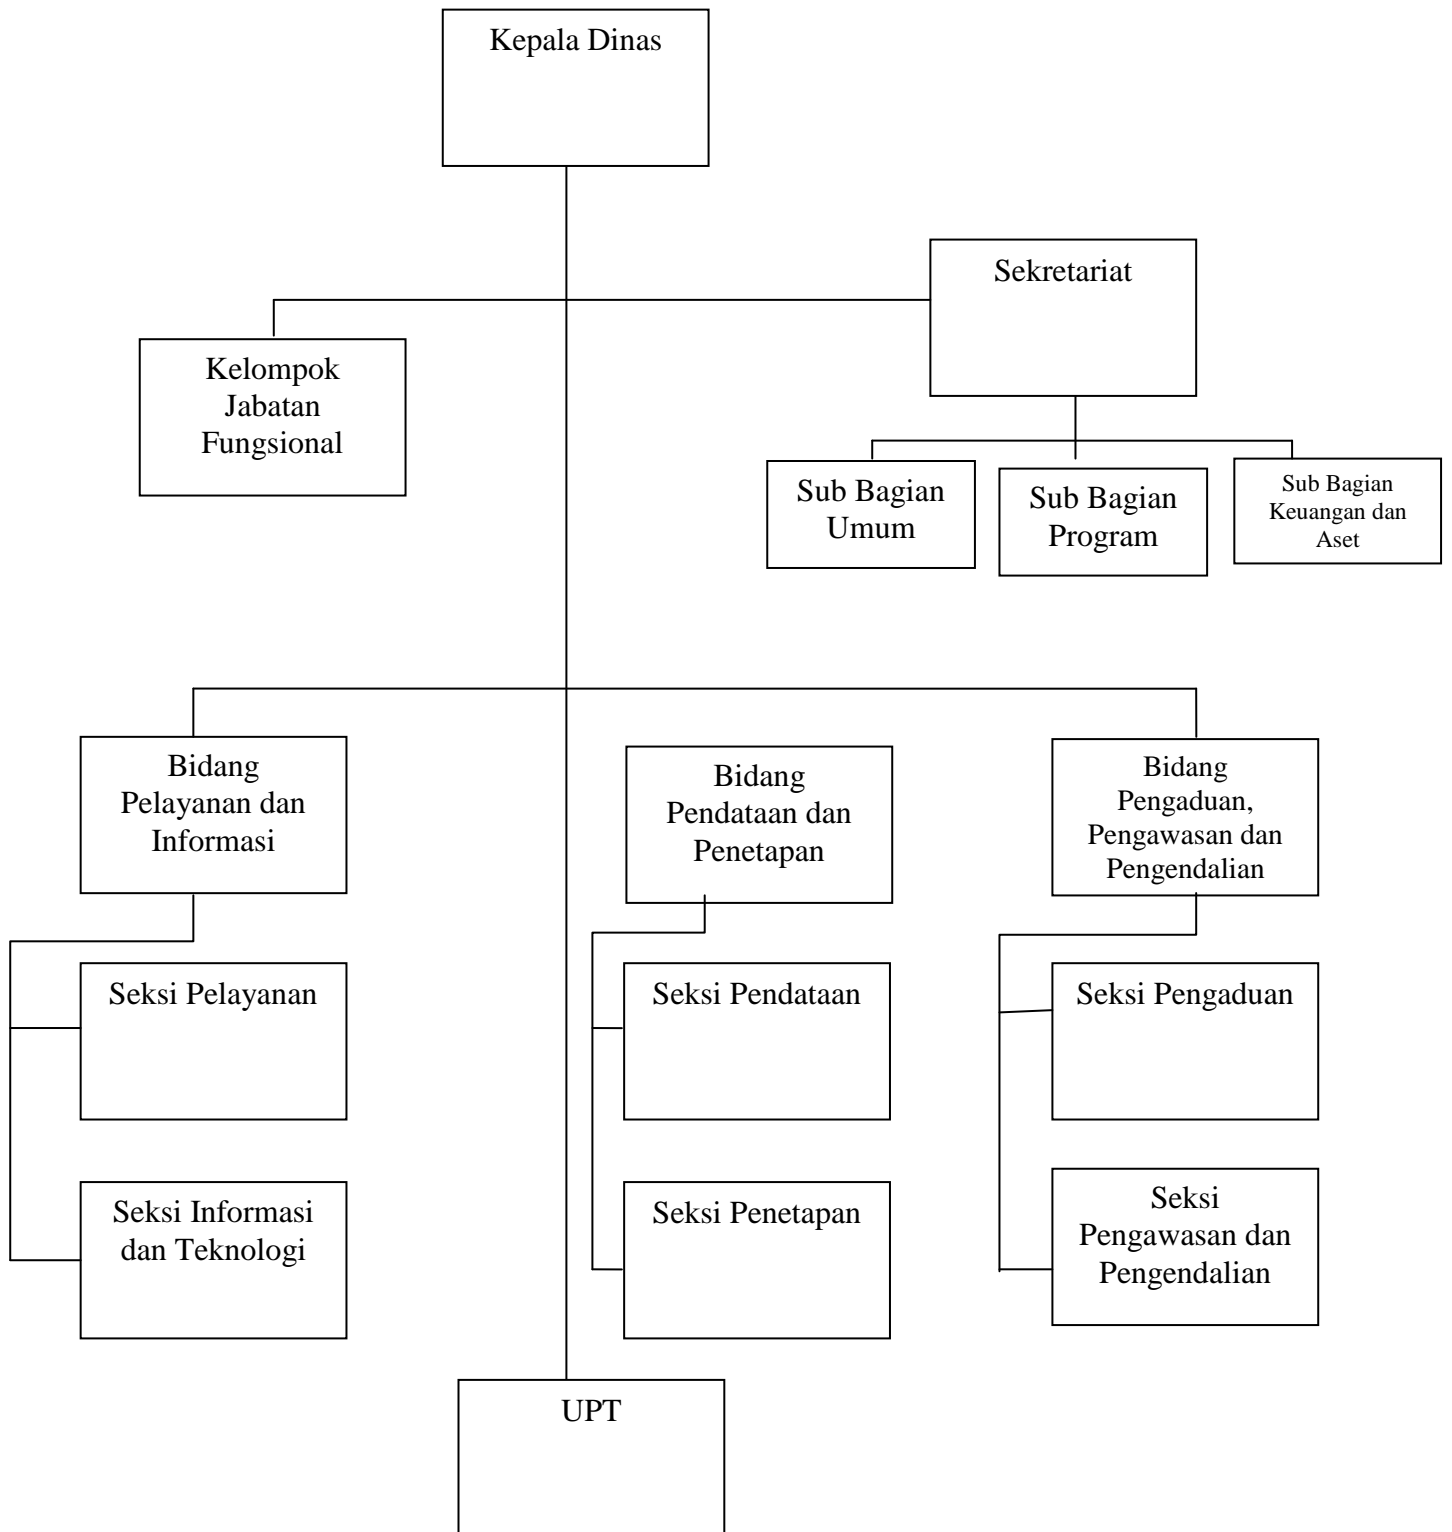 Kepala Dinas
Sekretariat
Kelompok
Jabatan
Fungsional
Sub Bagian
Umum
Sub Bagian
Program
Sub Bagian
Keuangan dan
Aset
Bidang
Pelayanan dan
Informasi
Bidang
Pendataan dan
Penetapan
Bidang
Pengaduan,
Pengawasan dan
Pengendalian
Seksi Pelayanan
Seksi Pendataan
Seksi Pengaduan
Seksi Informasi
dan Teknologi
Seksi Penetapan
Seksi
Pengawasan dan
Pengendalian
UPT